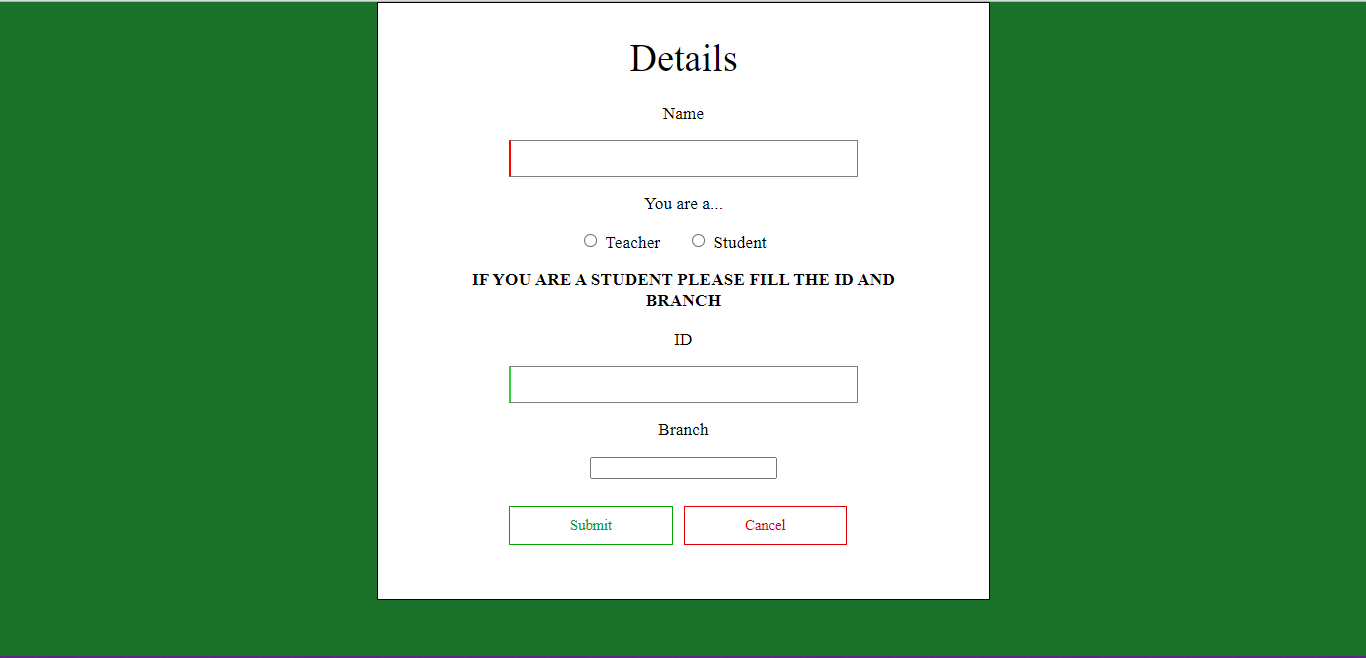 Details
Name
You are a...
Teacher Student
IF YOU ARE A STUDENT PLEASE FILL THE ID AND
BRANCH
ID
Branch
Submit Cancel